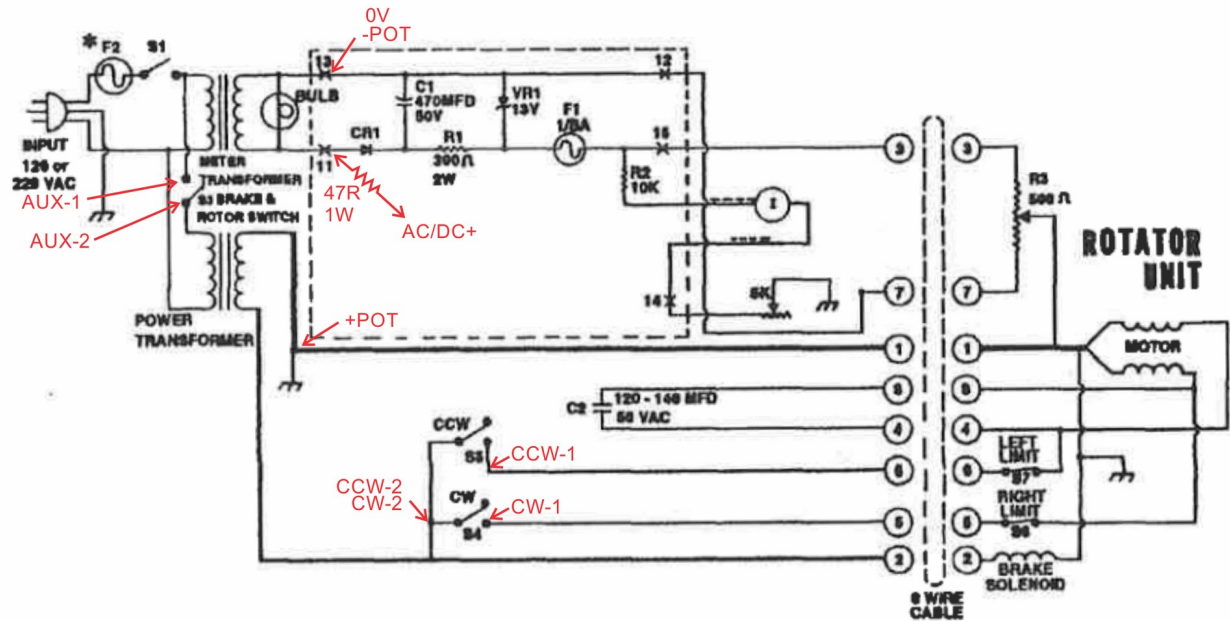 0V
-POT
* F2
S1
13
12
BULB
C1
470MFD
50V
VR1
13V
F1
1/8A
CR1
R1
390Ω
2W
15
INPUT
120 or
220 VAC
11
METER
TRANSFORMER
AUX-1
S3 BRAKE &
ROTOR SWITCH
AUX-2
47R
1W
AC/DC+
R2
10K
I
3
3
R3
500 Ω
ROTATOR
UNIT
14
5K
7
7
POWER
TRANSFORMER
+POT
1
1
MOTOR
C2
120 - 140 MFD
50 VAC
8
8
4
4
CCW
S5
CCW-1
6
6
LEFT
LIMIT
S7
CCW-2
CW-2
CW
S4
CW-1
5
5
RIGHT
LIMIT
S6
2
2
BRAKE
SOLENOID
8 WIRE
CABLE